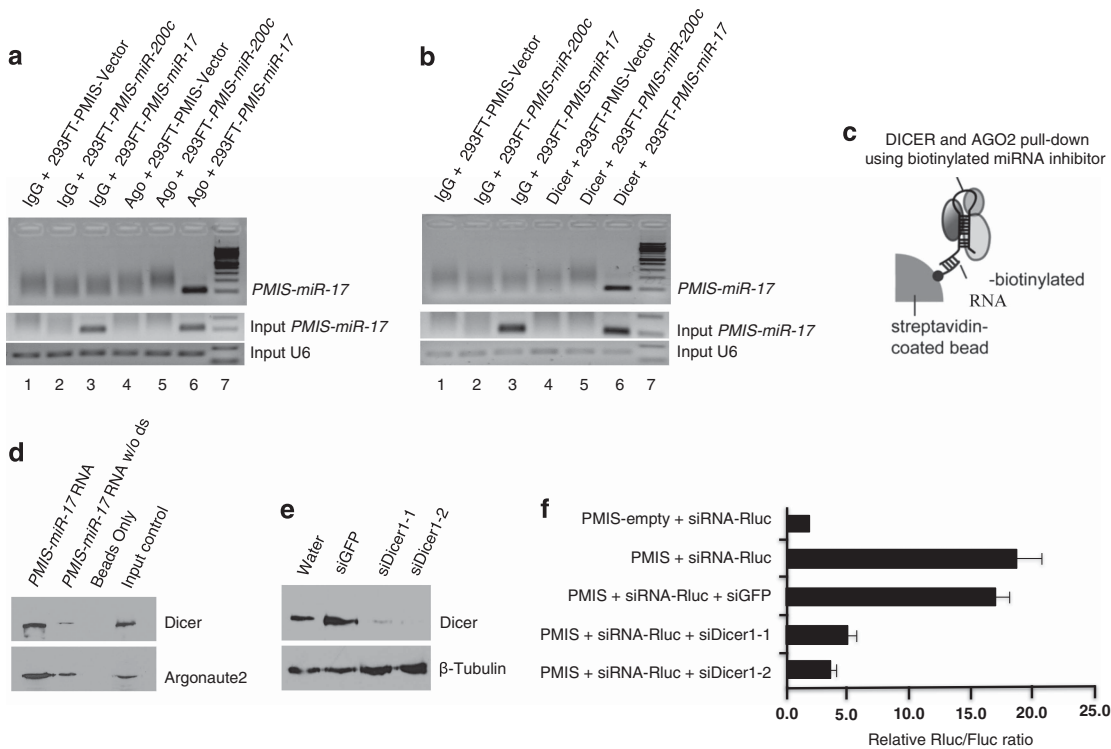 a
IgG + 293FT-PMIS-Vector
IgG + 293FT-PMIS-miR-200c
IgG + 293FT-PMIS-miR-17
Ago + 293FT-PMIS-Vector
Ago + 293FT-PMIS-miR-200c
Ago + 293FT-PMIS-miR-17
PMIS-miR-17
Input PMIS-miR-17
Input U6
1 2 3 4 5 6 7
b
IgG + 293FT-PMIS-Vector
IgG + 293FT-PMIS-miR-200c
IgG + 293FT-PMIS-miR-17
Dicer + 293FT-PMIS-Vector
Dicer + 293FT-PMIS-miR-200c
Dicer + 293FT-PMIS-miR-17
PMIS-miR-17
Input PMIS-miR-17
Input U6
1 2 3 4 5 6 7
c
DICER and AGO2 pull-down
using biotinylated miRNA inhibitor
-biotinylated
RNA
streptavidin-
coated bead
d
PMIS-miR-17 RNA
PMIS-miR-17 RNA w/o ds
Beads Only
Input control
Dicer
Argonaute2
e
Water
siGFP
siDicer1-1
siDicer1-2
Dicer
β-Tubulin
f
PMIS-empty + siRNA-Rluc
PMIS + siRNA-Rluc
PMIS + siRNA-Rluc + siGFP
PMIS + siRNA-Rluc + siDicer1-1
PMIS + siRNA-Rluc + siDicer1-2
0.0 5.0 10.0 15.0 20.0 25.0
Relative Rluc/Fluc ratio